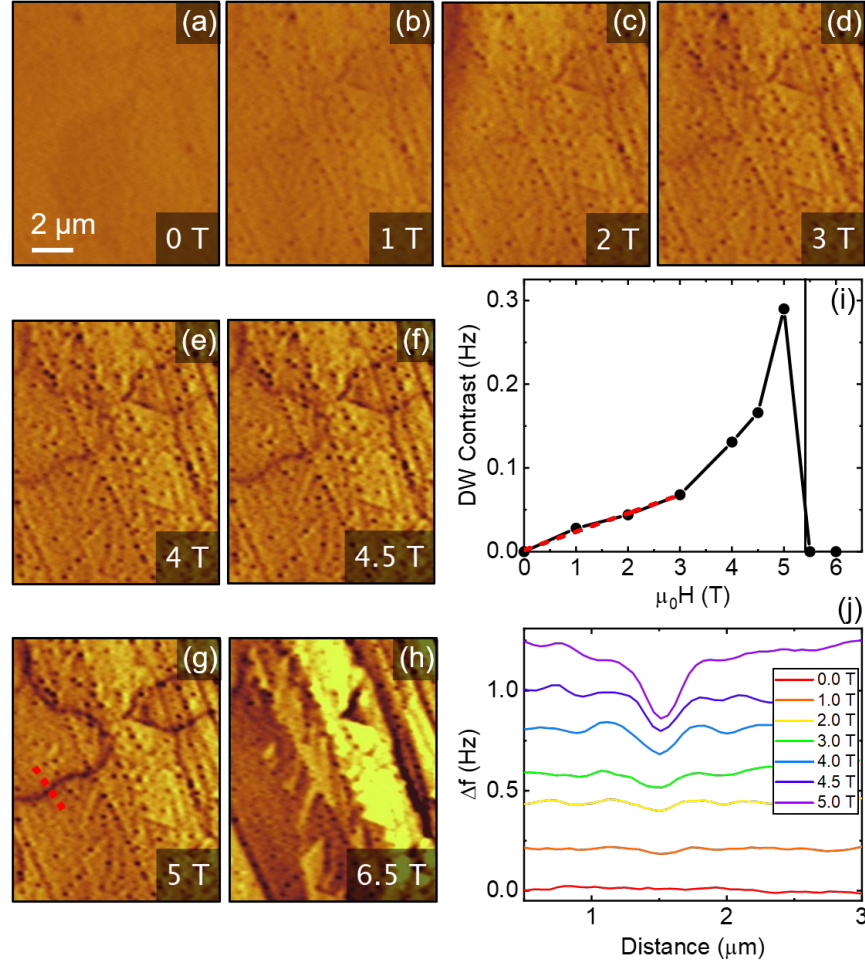 (a)
(b)
(c)
(d)
2 μm
0 T
1 T
2 T
3 T
(e)
(f)
4 T
4.5 T
(i)
0.3
0.2
0.1
0.0
DW Contrast (Hz)
0 1 2 3 4 5 6
μ₀H (T)
(g)
(h)
5 T
6.5 T
(j)
1.0
0.5
0.0
Δf (Hz)
0.0 T
1.0 T
2.0 T
3.0 T
4.0 T
4.5 T
5.0 T
1 2 3
Distance (μm)